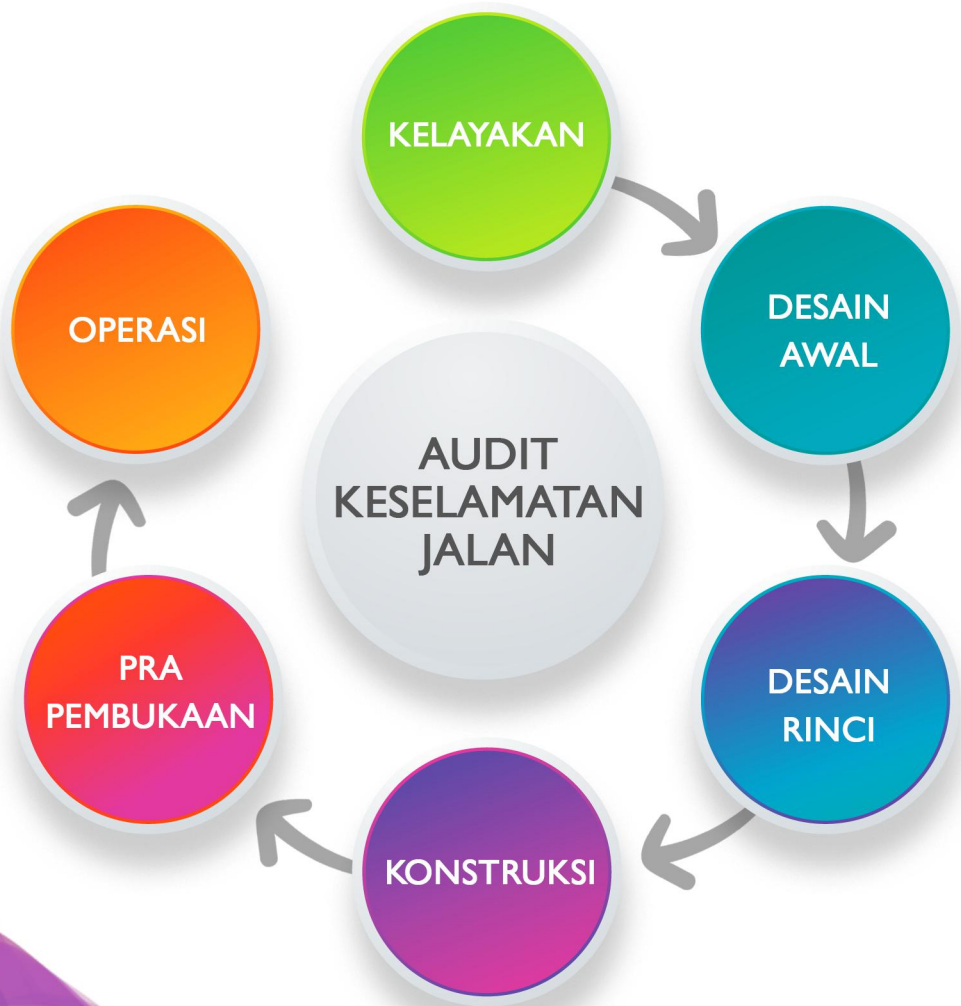 KELAYAKAN
DESAIN
AWAL
DESAIN
RINCI
KONSTRUKSI
PRA
PEMBUKAAN
OPERASI
AUDIT
KESELAMATAN
JALAN